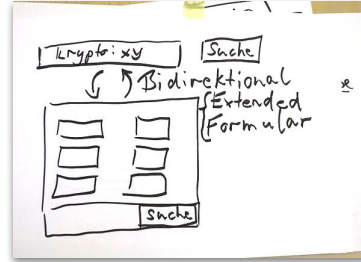 krypto: xy
Suche
Bidirektional
Extended
Formular
Suche